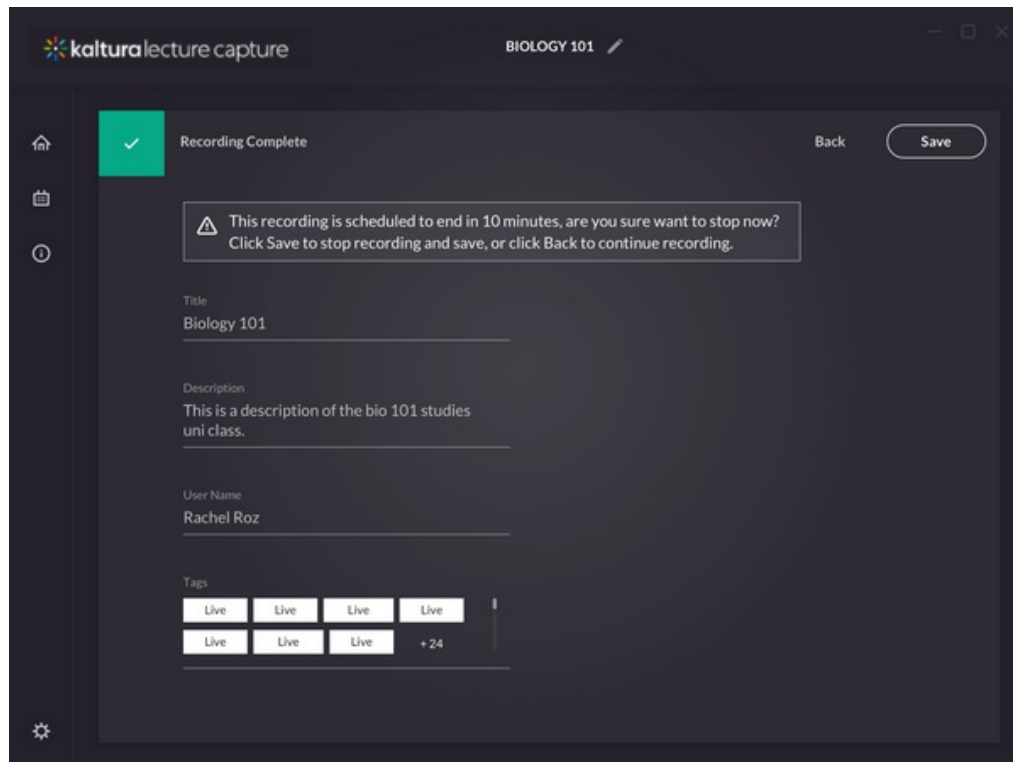 kaltura lecture capture
BIOLOGY 101
Recording Complete
Back
Save
This recording is scheduled to end in 10 minutes, are you sure want to stop now?
Click Save to stop recording and save, or click Back to continue recording.
Title
Biology 101
Description
This is a description of the bio 101 studies
uni class.
User Name
Rachel Roz
Tags
Live Live Live Live
Live Live Live +24